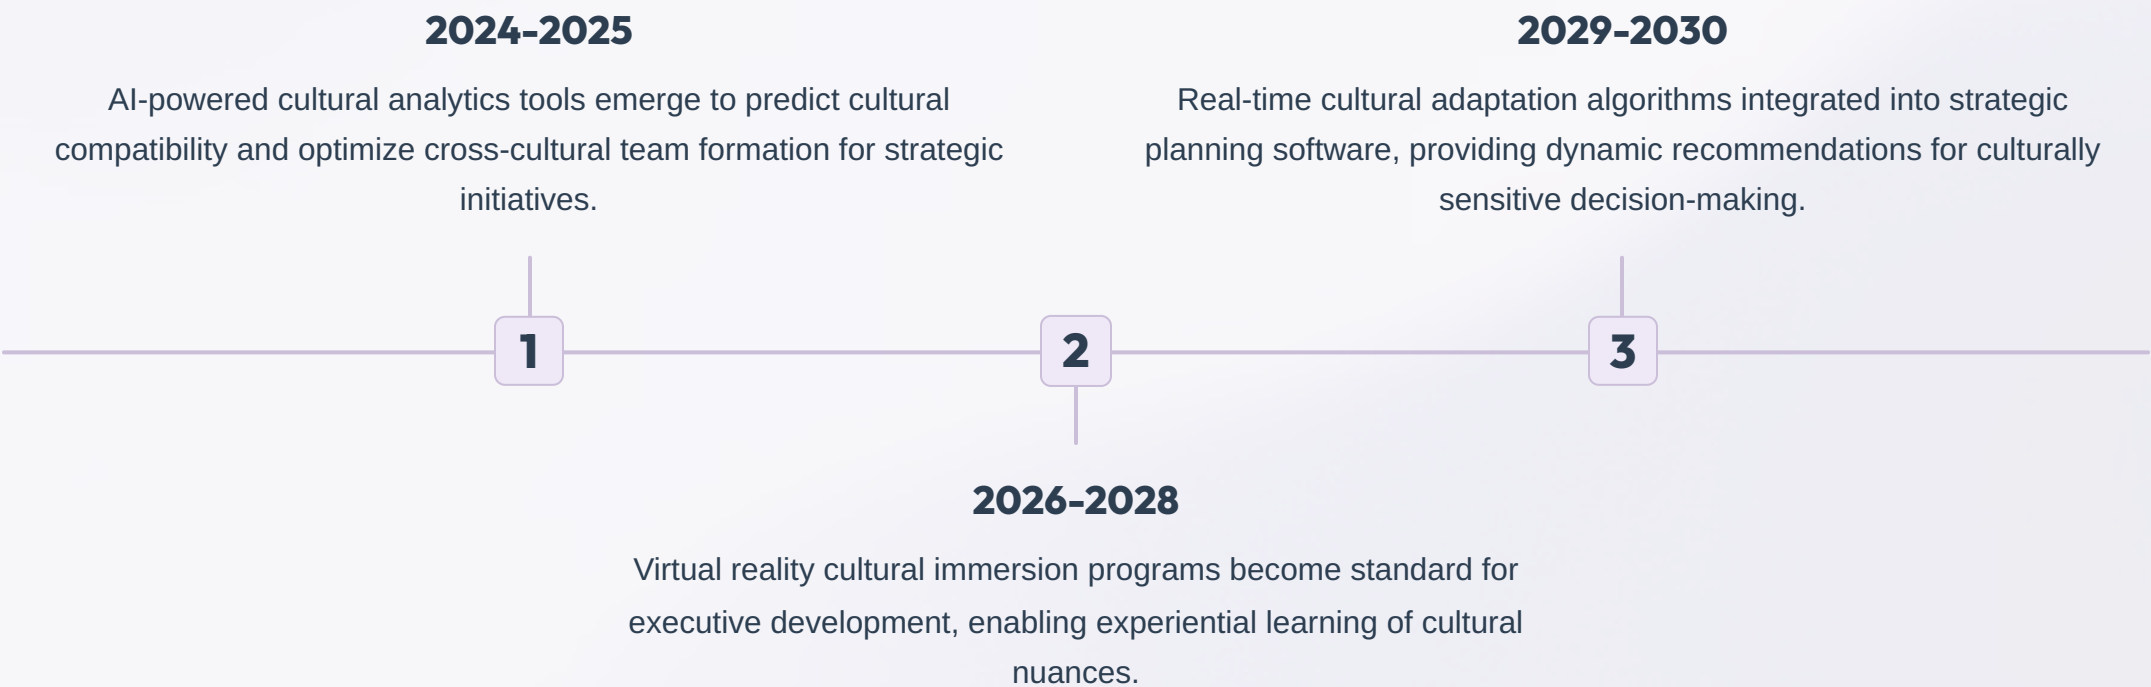 2024-2025
AI-powered cultural analytics tools emerge to predict cultural
compatibility and optimize cross-cultural team formation for strategic
initiatives.
2029-2030
Real-time cultural adaptation algorithms integrated into strategic
planning software, providing dynamic recommendations for culturally
sensitive decision-making.
1
2
3
2026-2028
Virtual reality cultural immersion programs become standard for
executive development, enabling experiential learning of cultural
nuances.